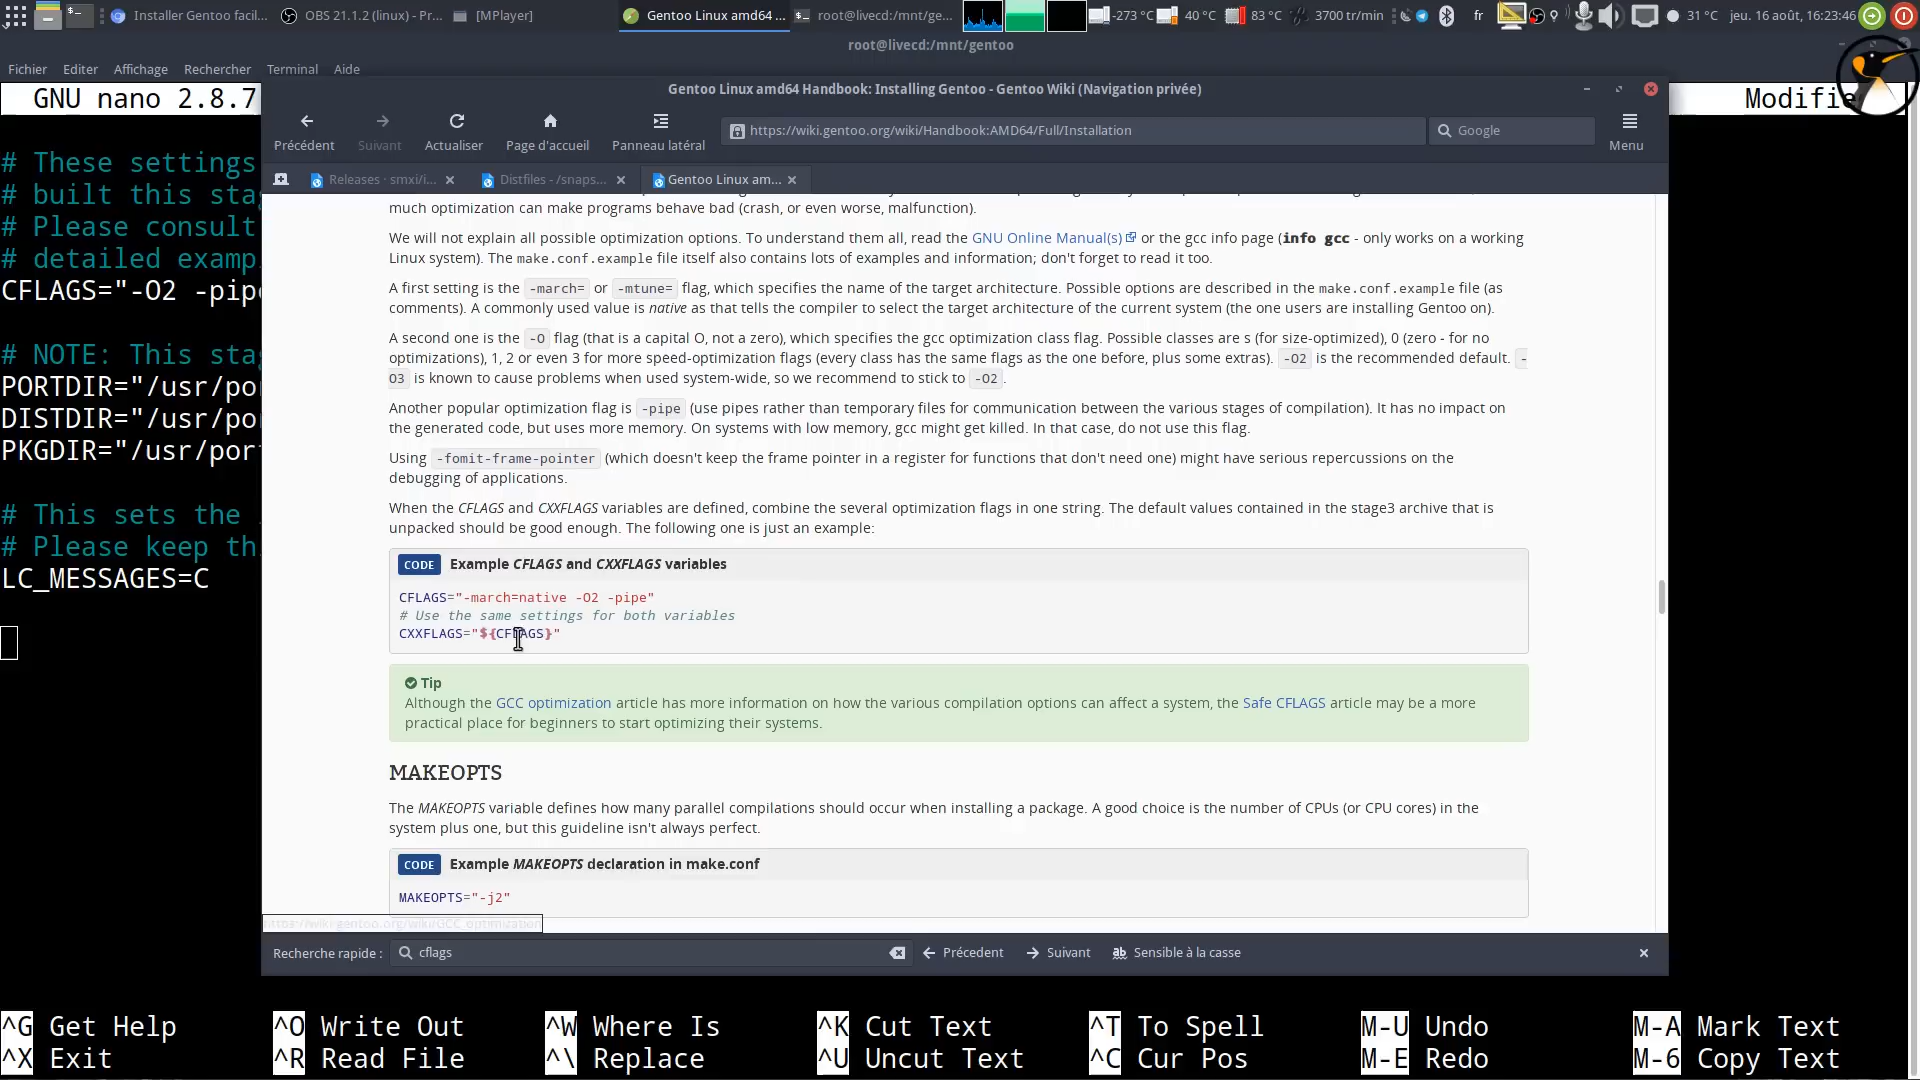 Installer Gentoo facil...
OBS 21.1.2 (linux) - Pr...
[MPlayer]
Gentoo Linux amd64 ...
root@livecd:/mnt/ge...
-273 °C
40 °C
83 °C
3700 tr/min
fr
31 °C
jeu. 16 août, 16:23:46
root@livecd:/mnt/gentoo
Fichier Editer Affichage Rechercher Terminal Aide
GNU nano 2.8.7
Modifie
# These settings
# built this sta
# Please consult
# detailed examp
CFLAGS="-O2 -pip
# NOTE: This sta
PORTDIR="/usr/po
DISTDIR="/usr/po
PKGDIR="/usr/por
# This sets the
# Please keep th
LC_MESSAGES=C
Gentoo Linux amd64 Handbook: Installing Gentoo - Gentoo Wiki (Navigation privée)
Précédent Suivant Actualiser Page d'accueil Panneau latéral
https://wiki.gentoo.org/wiki/Handbook:AMD64/Full/Installation
Google
Menu
Releases · smxi/i...
Distfiles - /snaps...
Gentoo Linux am...
much optimization can make programs behave bad (crash, or even worse, malfunction).
We will not explain all possible optimization options. To understand them all, read the GNU Online Manual(s) or the gcc info page (info gcc - only works on a working
Linux system). The make.conf.example file itself also contains lots of examples and information; don't forget to read it too.
A first setting is the -march= or -mtune= flag, which specifies the name of the target architecture. Possible options are described in the make.conf.example file (as
comments). A commonly used value is native as that tells the compiler to select the target architecture of the current system (the one users are installing Gentoo on).
A second one is the -O flag (that is a capital O, not a zero), which specifies the gcc optimization class flag. Possible classes are s (for size-optimized), 0 (zero - for no
optimizations), 1, 2 or even 3 for more speed-optimization flags (every class has the same flags as the one before, plus some extras). -O2 is the recommended default. -
O3 is known to cause problems when used system-wide, so we recommend to stick to -O2.
Another popular optimization flag is -pipe (use pipes rather than temporary files for communication between the various stages of compilation). It has no impact on
the generated code, but uses more memory. On systems with low memory, gcc might get killed. In that case, do not use this flag.
Using -fomit-frame-pointer (which doesn't keep the frame pointer in a register for functions that don't need one) might have serious repercussions on the
debugging of applications.
When the CFLAGS and CXXFLAGS variables are defined, combine the several optimization flags in one string. The default values contained in the stage3 archive that is
unpacked should be good enough. The following one is just an example:
CODE Example CFLAGS and CXXFLAGS variables
CFLAGS="-march=native -O2 -pipe"
# Use the same settings for both variables
CXXFLAGS="${CFLAGS}"
Tip
Although the GCC optimization article has more information on how the various compilation options can affect a system, the Safe CFLAGS article may be a more
practical place for beginners to start optimizing their systems.
MAKEOPTS
The MAKEOPTS variable defines how many parallel compilations should occur when installing a package. A good choice is the number of CPUs (or CPU cores) in the
system plus one, but this guideline isn't always perfect.
CODE Example MAKEOPTS declaration in make.conf
MAKEOPTS="-j2"
https://wiki.gentoo.org/wiki/GCC_optimization
Recherche rapide : cflags Précedent Suivant Sensible à la casse
^G Get Help ^O Write Out ^W Where Is ^K Cut Text ^T To Spell M-U Undo M-A Mark Text
^X Exit ^R Read File ^\ Replace ^U Uncut Text ^C Cur Pos M-E Redo M-6 Copy Text